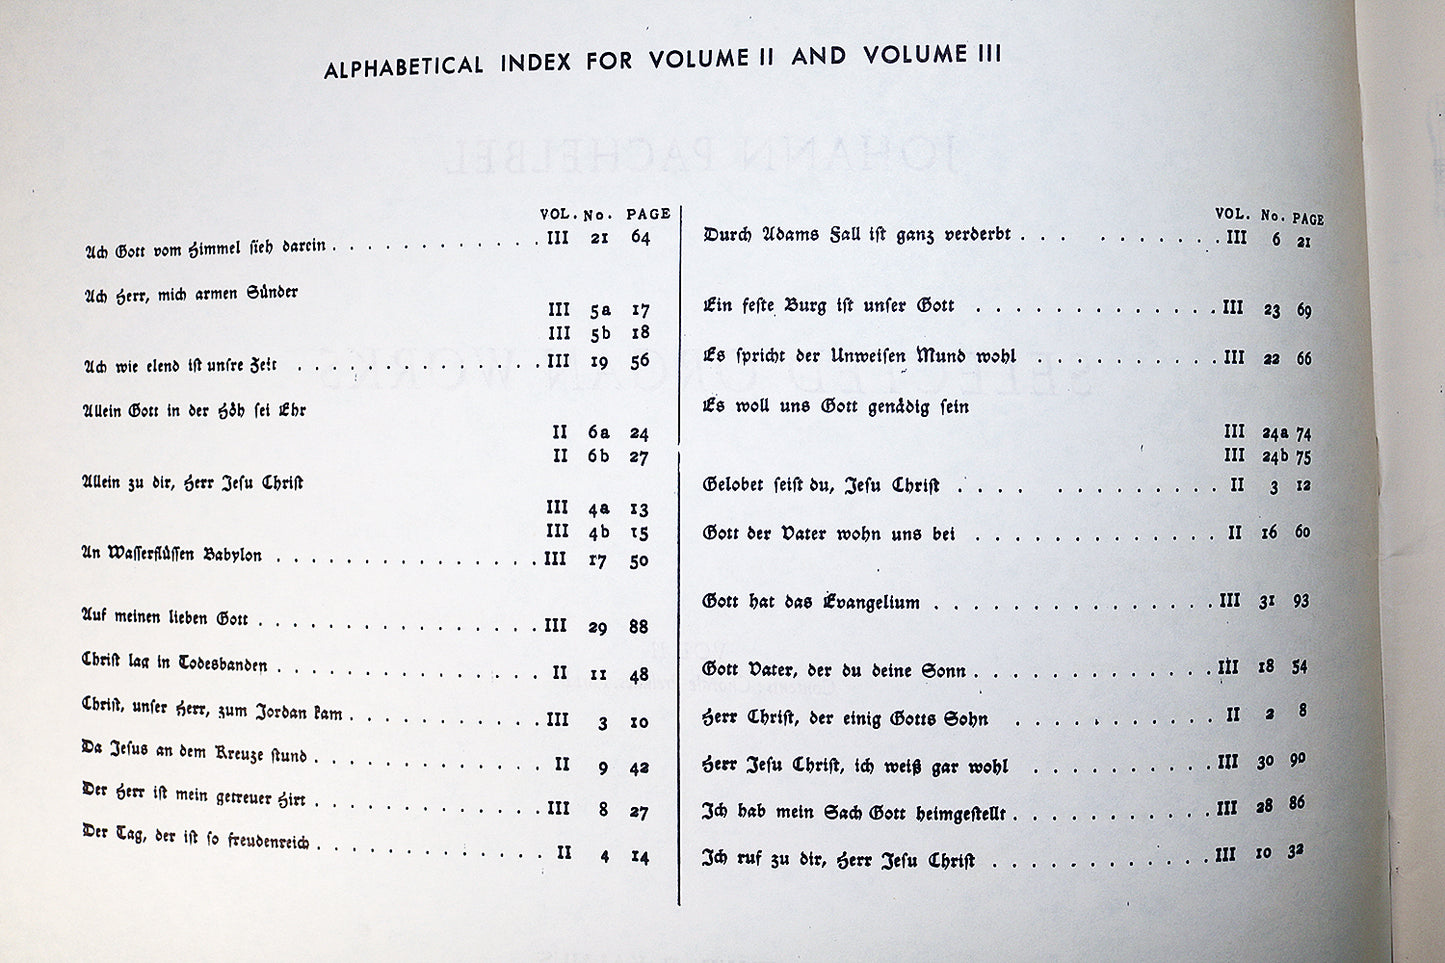 ALPHABETICAL INDEX FOR VOLUME II AND VOLUME III
VOL. No. PAGE
Ach Gott vom Himmel sieh darein . . . . . . . . . . . . . III 21 64
Ach Herr, mich armen Sünder
III 5a 17
III 5b 18
Ach wie elend ist unsre Zeit . . . . . . . . . . . . . . . III 19 56
Allein Gott in der Höh sei Ehr
II 6a 24
II 6b 27
Allein zu dir, Herr Jesu Christ
III 4a 13
III 4b 15
An Wasserflüssen Babylon . . . . . . . . . . . . . . . . III 17 50
Auf meinen lieben Gott . . . . . . . . . . . . . . . . . III 29 88
Christ lag in Todesbanden . . . . . . . . . . . . . . . . II 11 48
Christ, unser Herr, zum Jordan kam . . . . . . . . . . . . III 3 10
Da Jesus an dem Kreuze stund . . . . . . . . . . . . . . II 9 42
Der Herr ist mein getreuer Hirt . . . . . . . . . . . . . . III 8 27
Der Tag, der ist so freudenreich . . . . . . . . . . . . . . II 4 14
VOL. No. PAGE
Durch Adams Fall ist ganz verderbt . . . . . . . . . . . III 6 21
Ein feste Burg ist unser Gott . . . . . . . . . . . . . . III 23 69
Es spricht der Unweisen Mund wohl . . . . . . . . . . . III 22 66
Es woll uns Gott genädig sein
III 24a 74
III 24b 75
Gelobet seist du, Jesu Christ . . . . . . . . . . . . . . II 3 12
Gott der Vater wohn uns bei . . . . . . . . . . . . . . II 16 60
Gott hat das Evangelium . . . . . . . . . . . . . . . . III 31 93
Gott Vater, der du deine Sonn . . . . . . . . . . . . . . III 18 54
Herr Christ, der einig Gotts Sohn . . . . . . . . . . . . II 2 8
Herr Jesu Christ, ich weiß gar wohl . . . . . . . . . . . III 30 90
Ich hab mein Sach Gott heimgestellt . . . . . . . . . . . . III 28 86
Ich ruf zu dir, Herr Jesu Christ . . . . . . . . . . . . . III 10 32